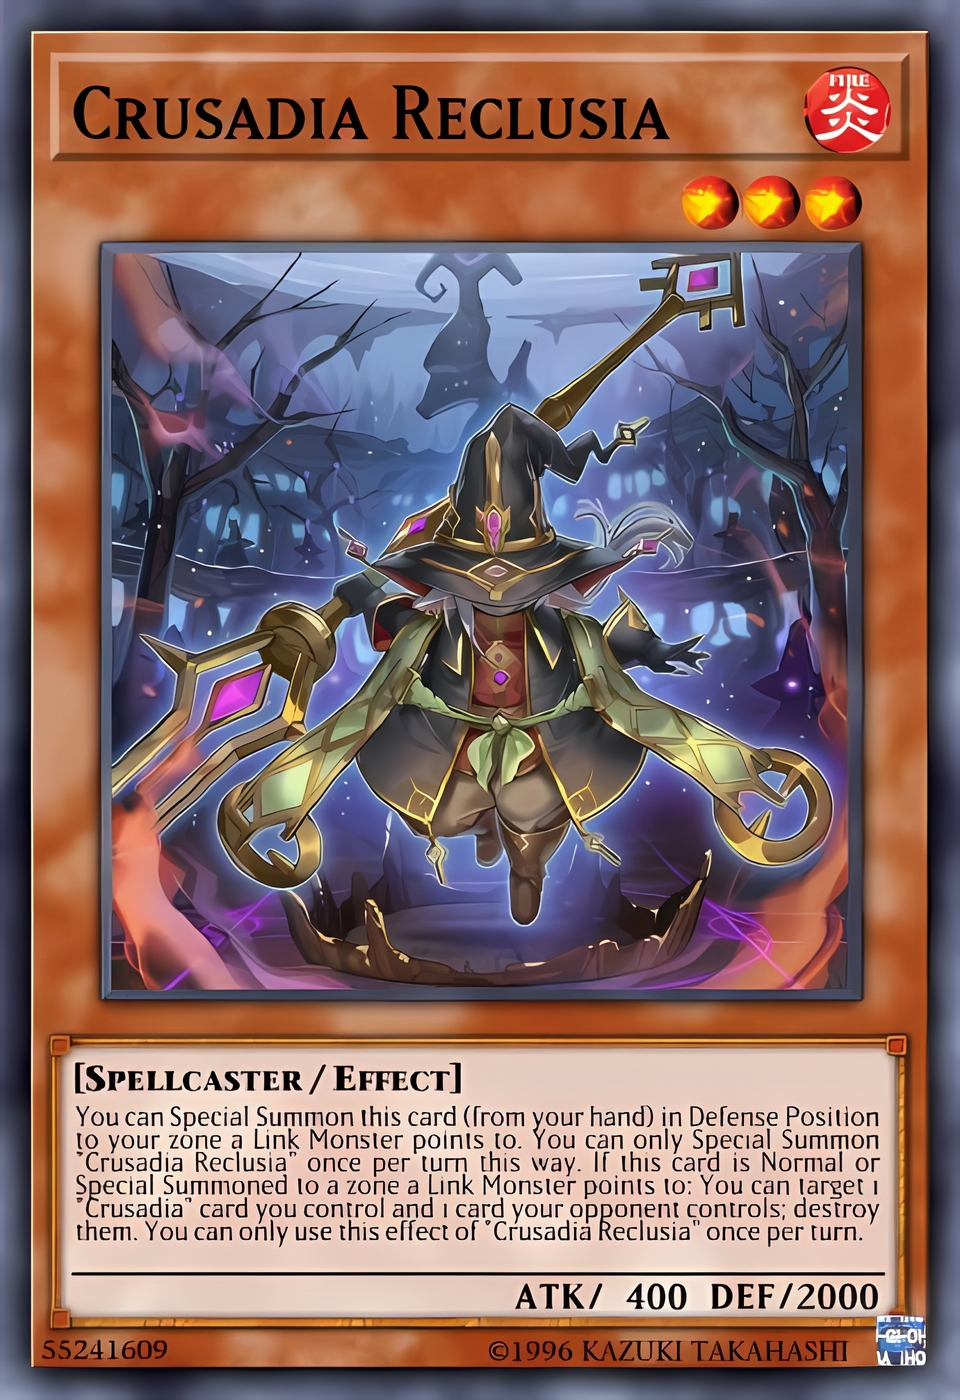 Crusadia Reclusia
炎
[Spellcaster / Effect]
You can Special Summon this card (from your hand) in Defense Position
to your zone a Link Monster points to. You can only Special Summon
"Crusadia Reclusia" once per turn this way. If this card is Normal or
Special Summoned to a zone a Link Monster points to: You can target 1
"Crusadia" card you control and 1 card your opponent controls; destroy
them. You can only use this effect of "Crusadia Reclusia" once per turn.
ATK/ 400 DEF/2000
55241609
©1996 KAZUKI TAKAHASHI